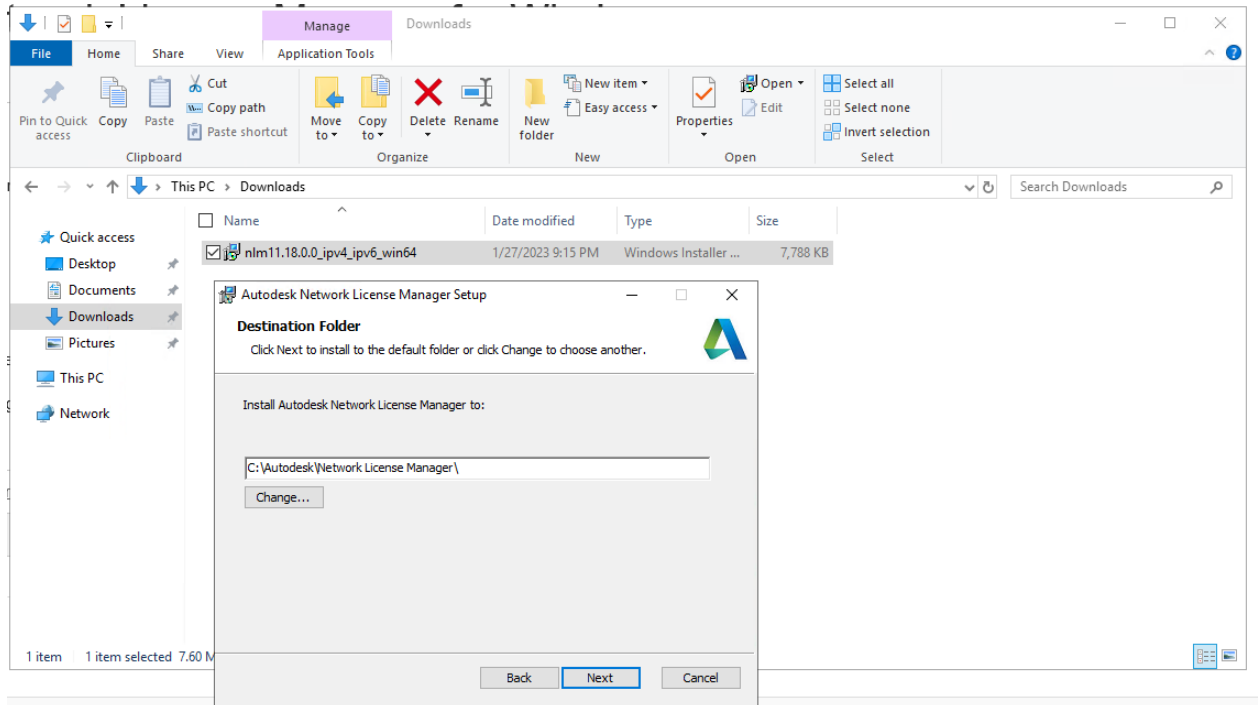 Manage
Downloads
File
Home
Share
View
Application Tools
Pin to Quick access
Copy
Paste
Cut
Copy path
Paste shortcut
Clipboard
Move to
Copy to
Delete
Rename
Organize
New folder
New item
Easy access
New
Properties
Open
Edit
Open
Select all
Select none
Invert selection
Select
This PC > Downloads
Search Downloads
Quick access
Desktop
Documents
Downloads
Pictures
This PC
Network
Name
Date modified
Type
Size
nlm11.18.0.0_ipv4_ipv6_win64
1/27/2023 9:15 PM
Windows Installer ...
7,788 KB
Autodesk Network License Manager Setup
Destination Folder
Click Next to install to the default folder or click Change to choose another.
Install Autodesk Network License Manager to:
C:\Autodesk\Network License Manager\
Change...
Back
Next
Cancel
1 item
1 item selected 7.60 M